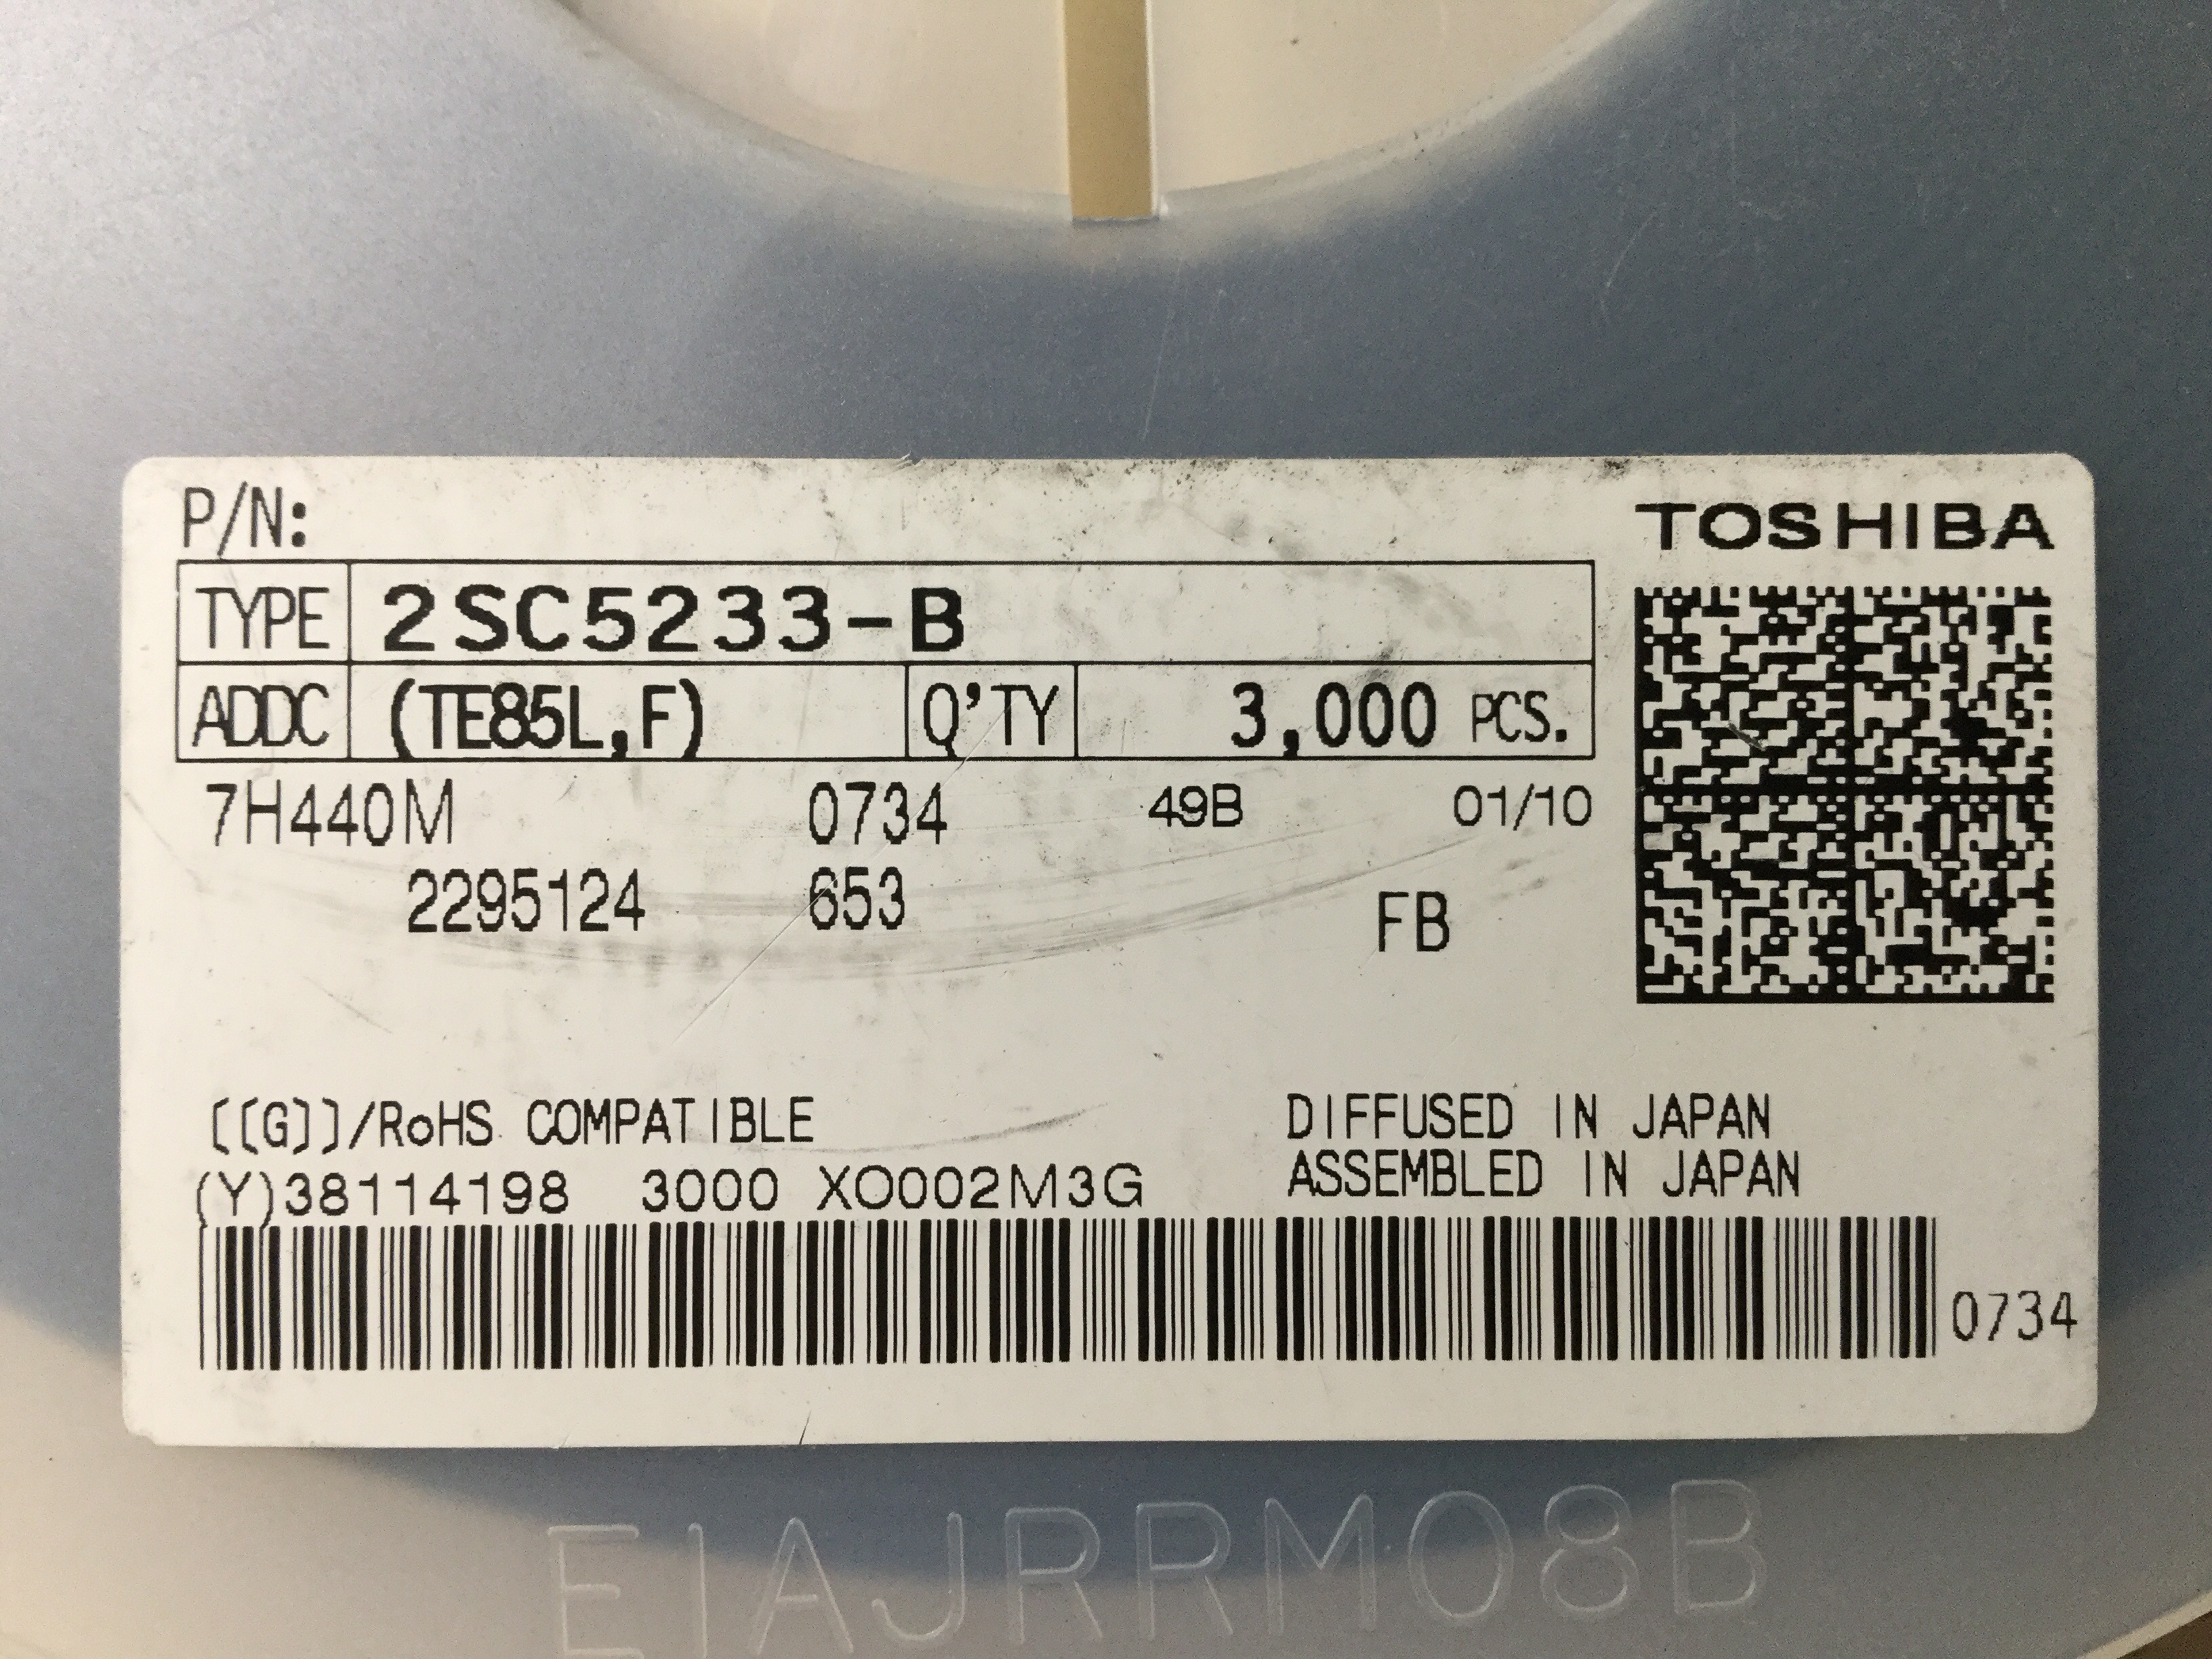 P/N:
TOSHIBA
TYPE 2SC5233-B
ADDC (TE85L,F) Q'TY 3,000 PCS.
7H440M 0734 49B 01/10
2295124 653 FB
[[G]]/RoHS COMPATIBLE
DIFFUSED IN JAPAN
ASSEMBLED IN JAPAN
(Y)38114198 3000 XO002M3G
0734
EIAJRRM08B